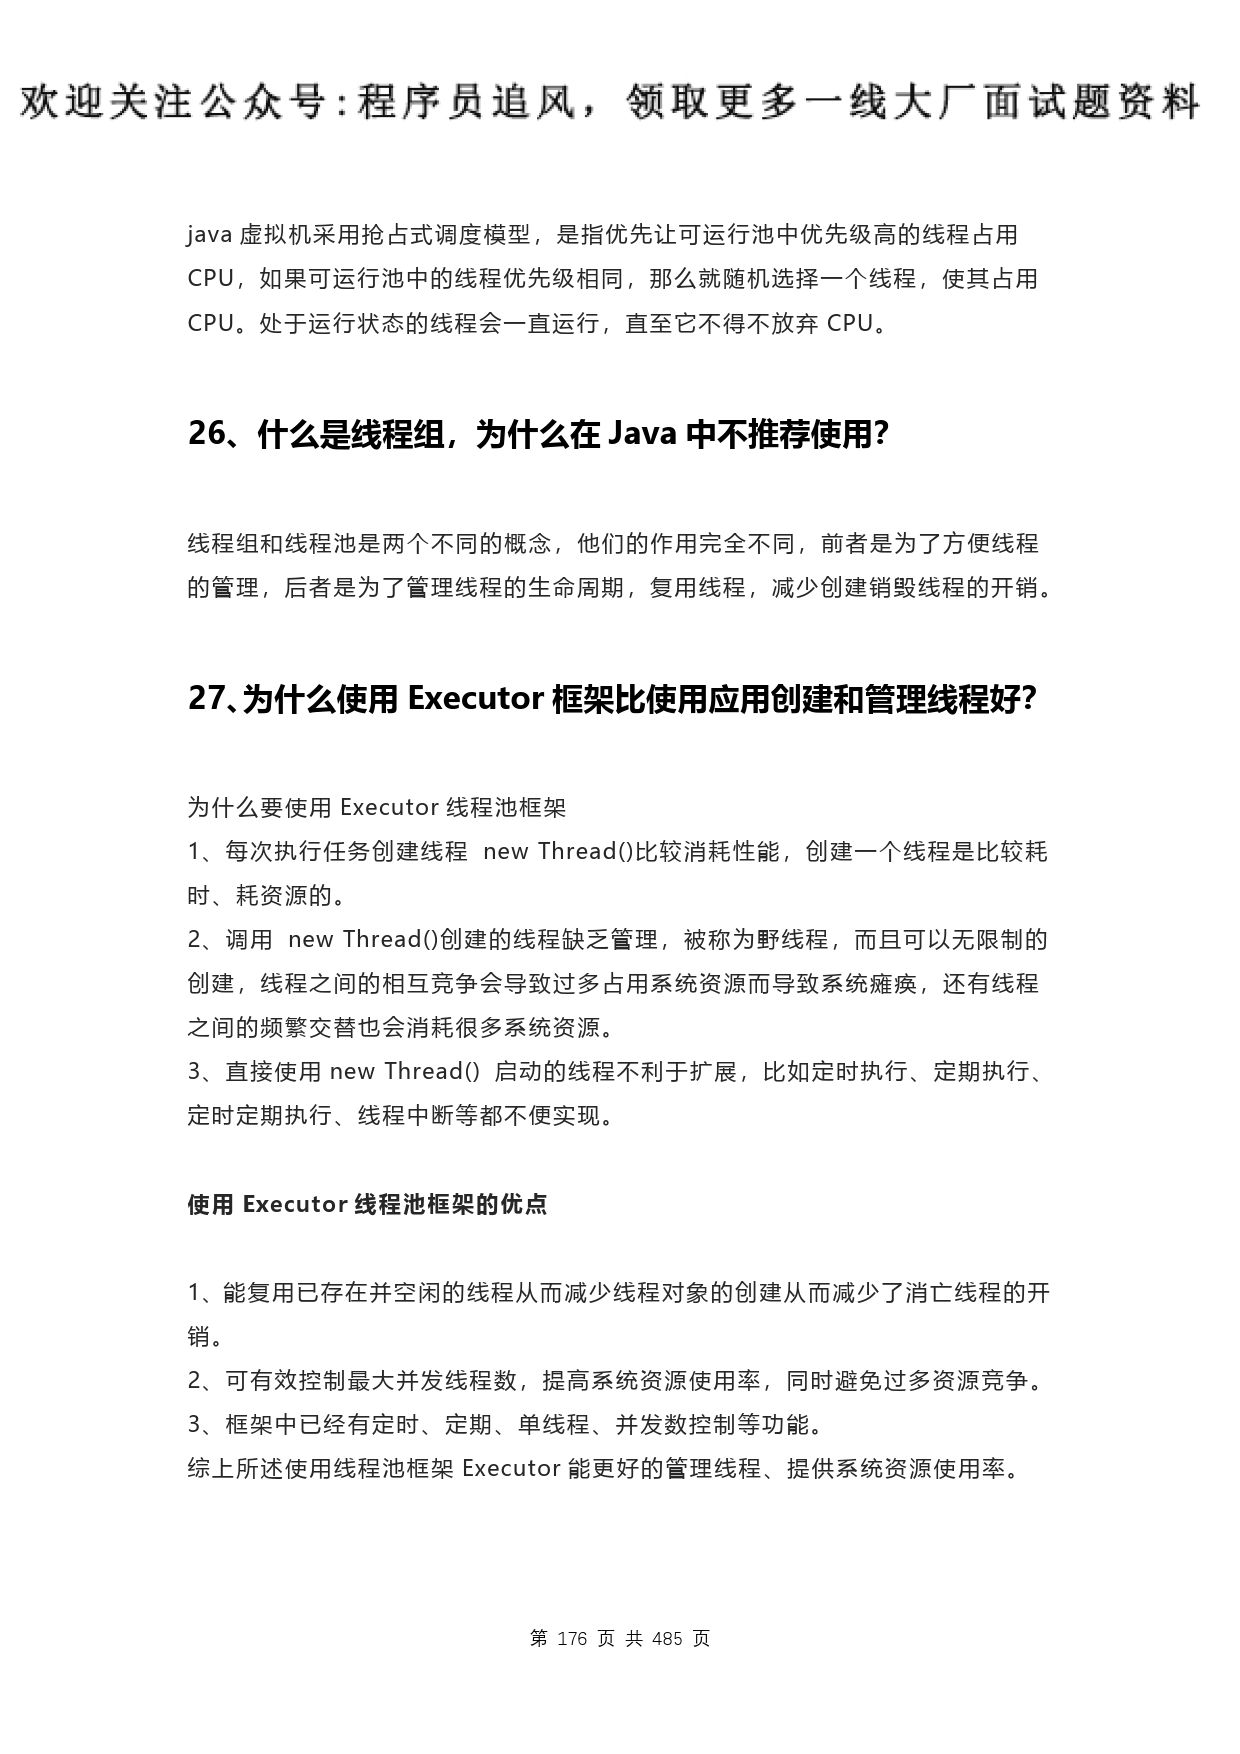 欢迎关注公众号:程序员追风，领取更多一线大厂面试题资料
java 虚拟机采用抢占式调度模型，是指优先让可运行池中优先级高的线程占用
CPU，如果可运行池中的线程优先级相同，那么就随机选择一个线程，使其占用
CPU。处于运行状态的线程会一直运行，直至它不得不放弃 CPU。
26、什么是线程组，为什么在 Java 中不推荐使用？
线程组和线程池是两个不同的概念，他们的作用完全不同，前者是为了方便线程
的管理，后者是为了管理线程的生命周期，复用线程，减少创建销毁线程的开销。
27、为什么使用 Executor 框架比使用应用创建和管理线程好？
为什么要使用 Executor 线程池框架
1、每次执行任务创建线程 new Thread()比较消耗性能，创建一个线程是比较耗
时、耗资源的。
2、调用 new Thread()创建的线程缺乏管理，被称为野线程，而且可以无限制的
创建，线程之间的相互竞争会导致过多占用系统资源而导致系统瘫痪，还有线程
之间的频繁交替也会消耗很多系统资源。
3、直接使用 new Thread() 启动的线程不利于扩展，比如定时执行、定期执行、
定时定期执行、线程中断等都不便实现。
使用 Executor 线程池框架的优点
1、能复用已存在并空闲的线程从而减少线程对象的创建从而减少了消亡线程的开
销。
2、可有效控制最大并发线程数，提高系统资源使用率，同时避免过多资源竞争。
3、框架中已经有定时、定期、单线程、并发数控制等功能。
综上所述使用线程池框架 Executor 能更好的管理线程、提供系统资源使用率。
第 176 页 共 485 页